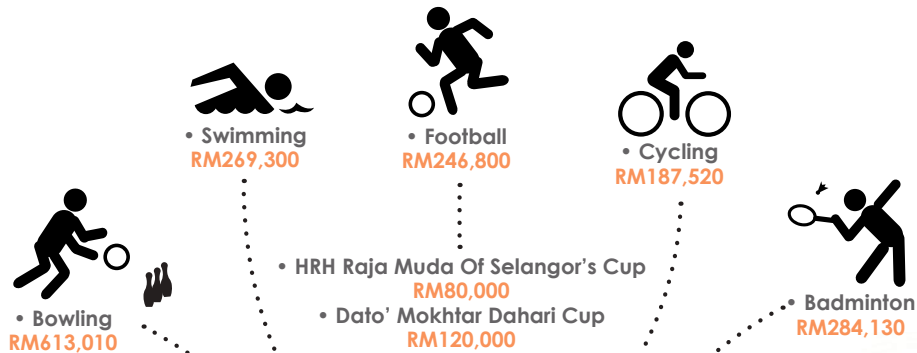 • Swimming
RM269,300
• Football
RM246,800
• Cycling
RM187,520
• HRH Raja Muda Of Selangor's Cup
RM80,000
• Dato' Mokhtar Dahari Cup
RM120,000
• Bowling
RM613,010
• Badminton
RM284,130